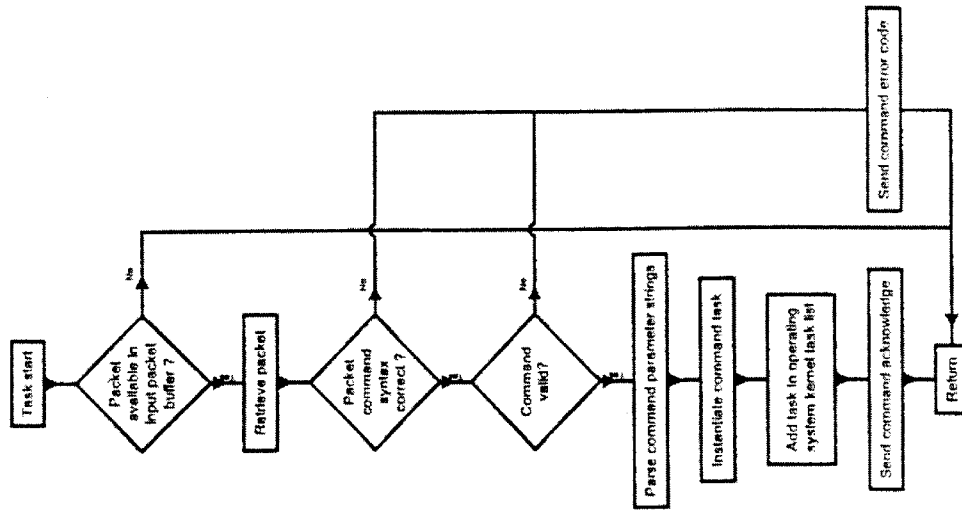 Task start
Packet
available in
input packet
buffer ?
No
Yes
Retrieve packet
Packet
command
syntax
correct ?
No
Yes
Command
valid?
No
Yes
Parse command parameter strings
Instantiate command task
Add task in operating
system kernel task list
Send command acknowledge
Send command error code
Return